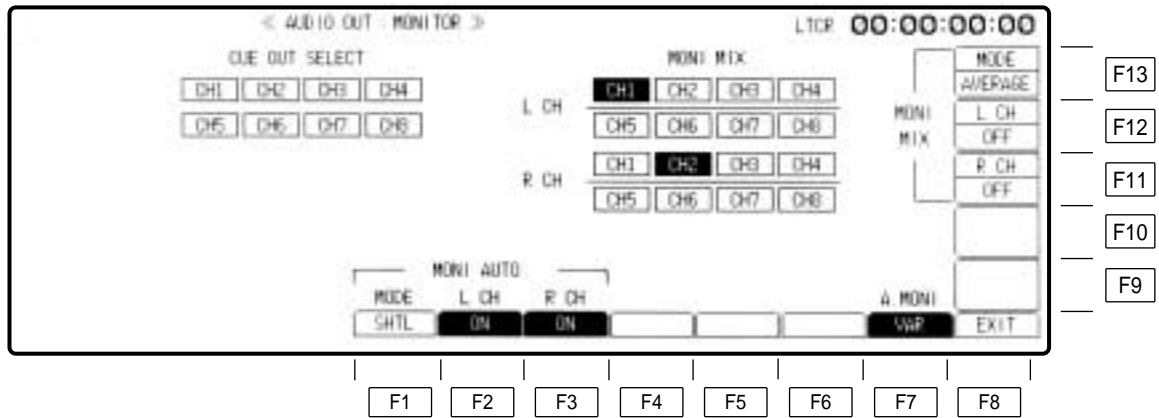 ≪ AUDIO OUT : MONITOR ≫ LTCR 00:00:00:00
CUE OUT SELECT
CH1 CH2 CH3 CH4
CH5 CH6 CH7 CH8
MONI MIX
L CH
CH1 CH2 CH3 CH4
CH5 CH6 CH7 CH8
R CH
CH1 CH2 CH3 CH4
CH5 CH6 CH7 CH8
MONI
MIX
MODE
AVERAGE
L CH
OFF
R CH
OFF
F13
F12
F11
F10
F9
MONI AUTO
MODE L CH R CH A MONI
SHTL ON ON VAR EXIT
F1 F2 F3 F4 F5 F6 F7 F8